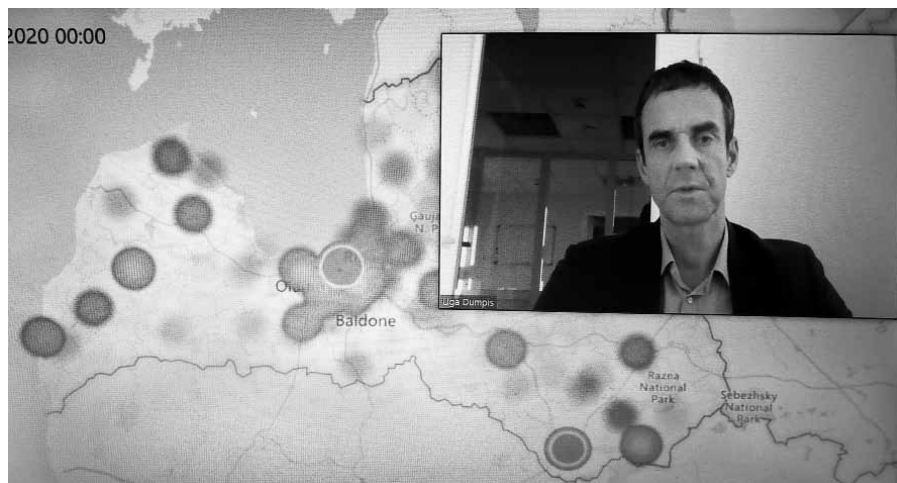 2020 00:00
Gauja
N. P
Baldone
Uga Dumpis
Razna
National
Park
Sebezhsky
National
Park